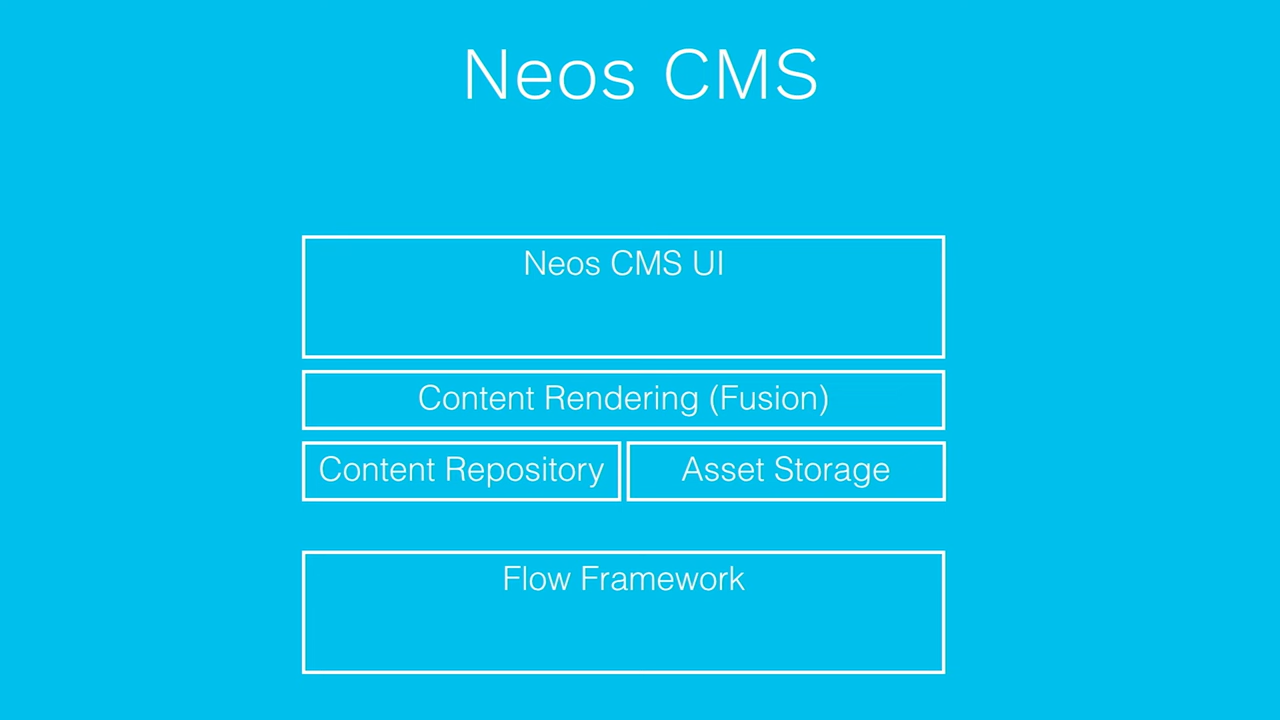 Neos CMS
Neos CMS UI
Content Rendering (Fusion)
Content Repository
Asset Storage
Flow Framework